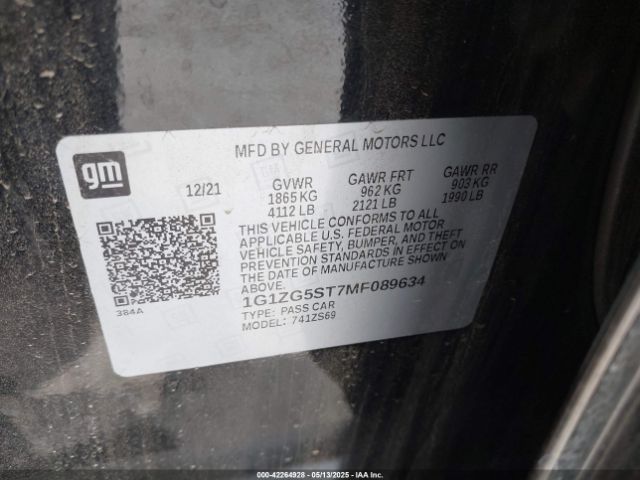 gm
MFD BY GENERAL MOTORS LLC
12/21 GVWR GAWR FRT GAWR RR
1865 KG 962 KG 903 KG
4112 LB 2121 LB 1990 LB
THIS VEHICLE CONFORMS TO ALL
APPLICABLE U.S. FEDERAL MOTOR
VEHICLE SAFETY, BUMPER, AND THEFT
PREVENTION STANDARDS IN EFFECT ON
THE DATE OF MANUFACTURE SHOWN
ABOVE.
1G1ZG5ST7MF089634
TYPE: PASS CAR
MODEL: 741ZS69
384A
000-42264928 - 05/13/2025 - IAA Inc.